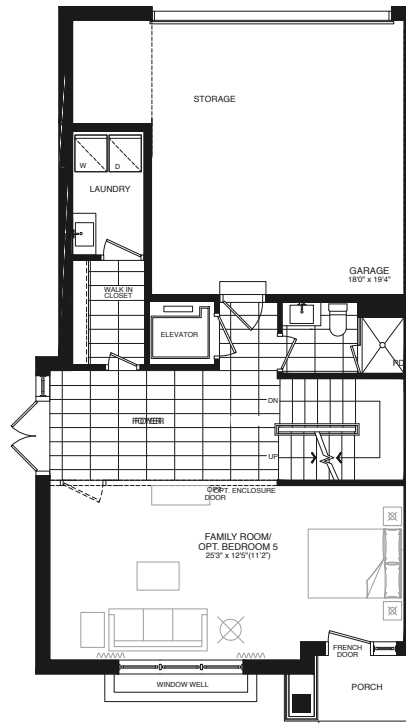 STORAGE
W
D
LAUNDRY
GARAGE
18'0" x 19'4"
WALK IN
CLOSET
ELEVATOR
DN
UP
OPT. ENCLOSURE
DOOR
FAMILY ROOM/
OPT. BEDROOM 5
25'3" x 12'5"(11'2")
FRENCH
DOOR
WINDOW WELL
PORCH